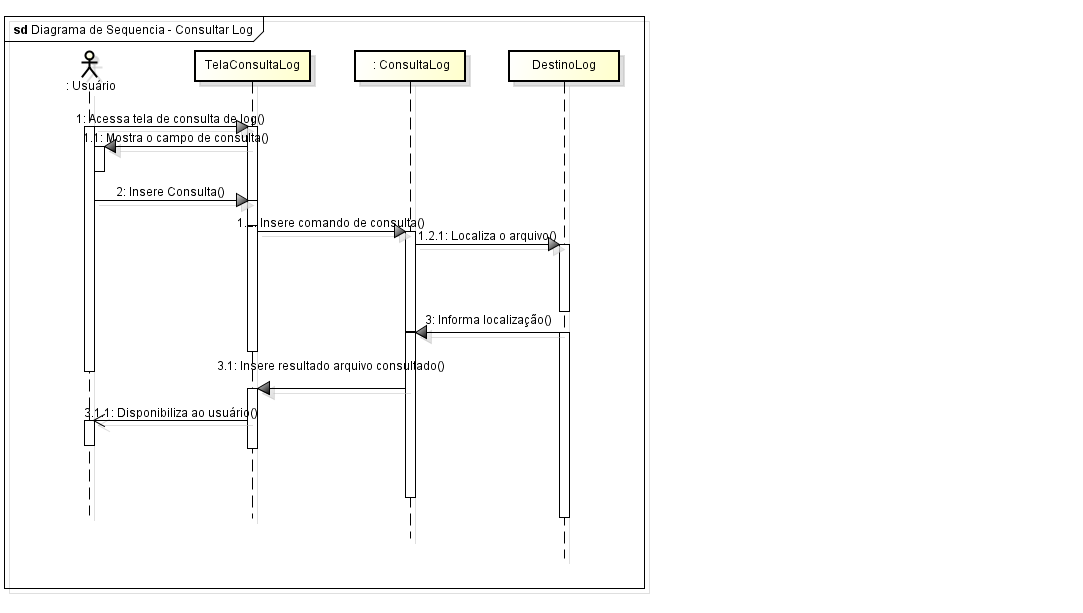 sd Diagrama de Sequencia - Consultar Log
: Usuário
TelaConsultaLog
: ConsultaLog
DestinoLog
1: Acessa tela de consulta de log()
1.1: Mostra o campo de consulta()
2: Insere Consulta()
Insere comando de consulta()
1.2.1: Localiza o arquivo()
3: Informa localização()
3.1: Insere resultado arquivo consultado()
3.1.1: Disponibiliza ao usuário()